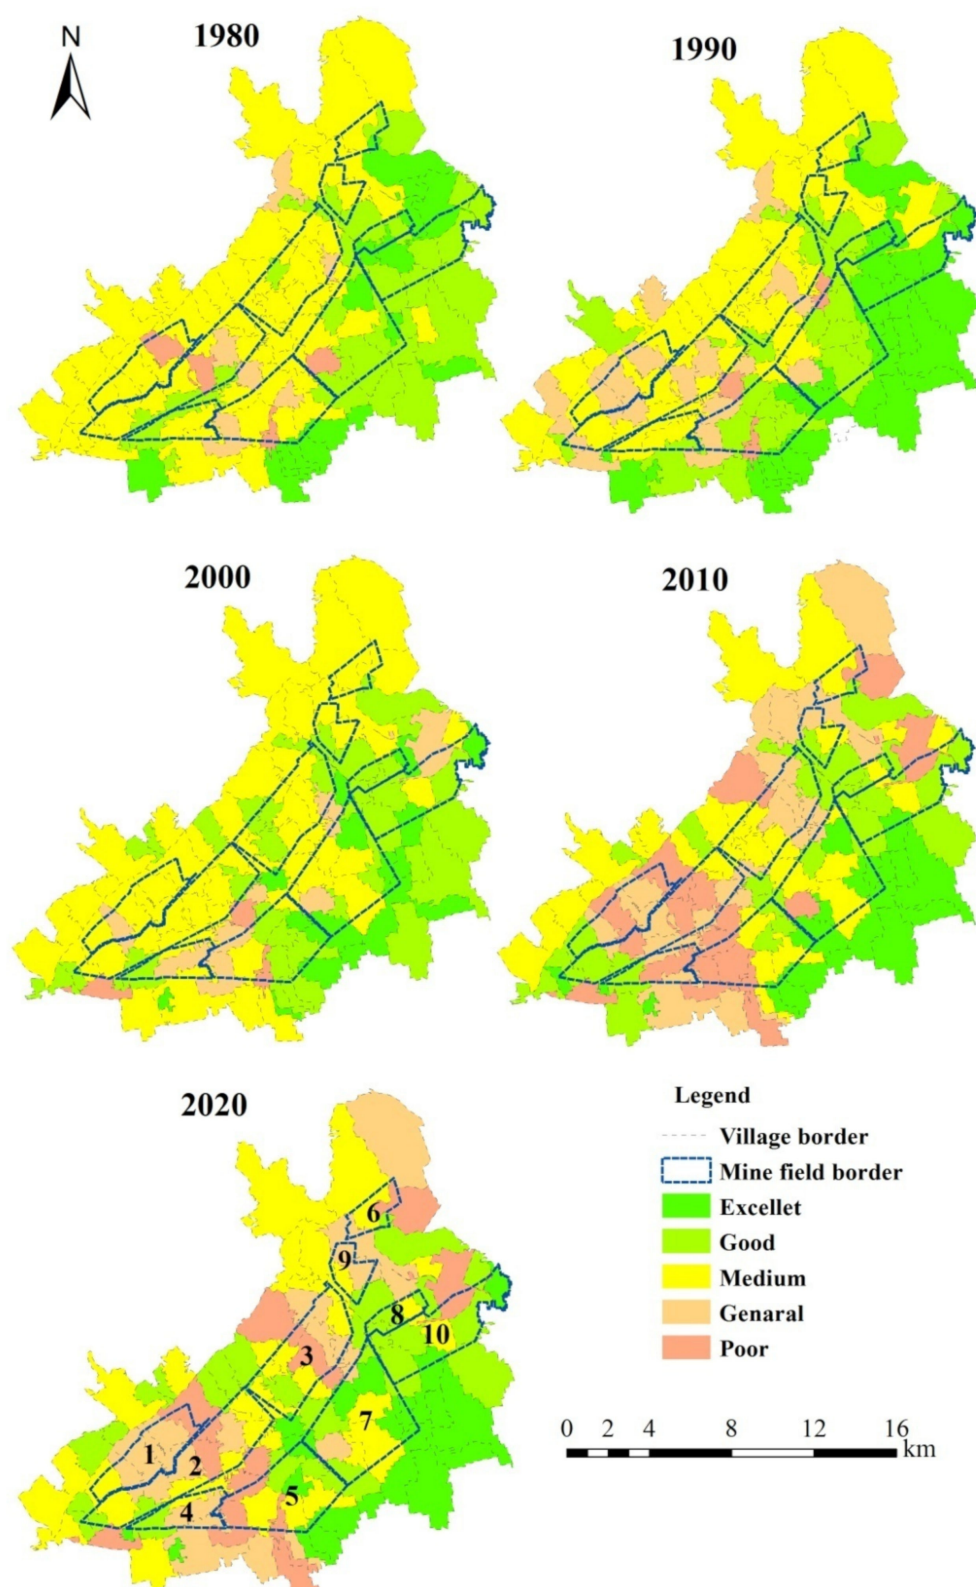 1980
1990
N
2000
2010
2020
Legend
Village border
Mine field border
Excellet
Good
Medium
Genaral
Poor
6
9
8
10
3
7
1
2
5
4
0 2 4 8 12 16
km